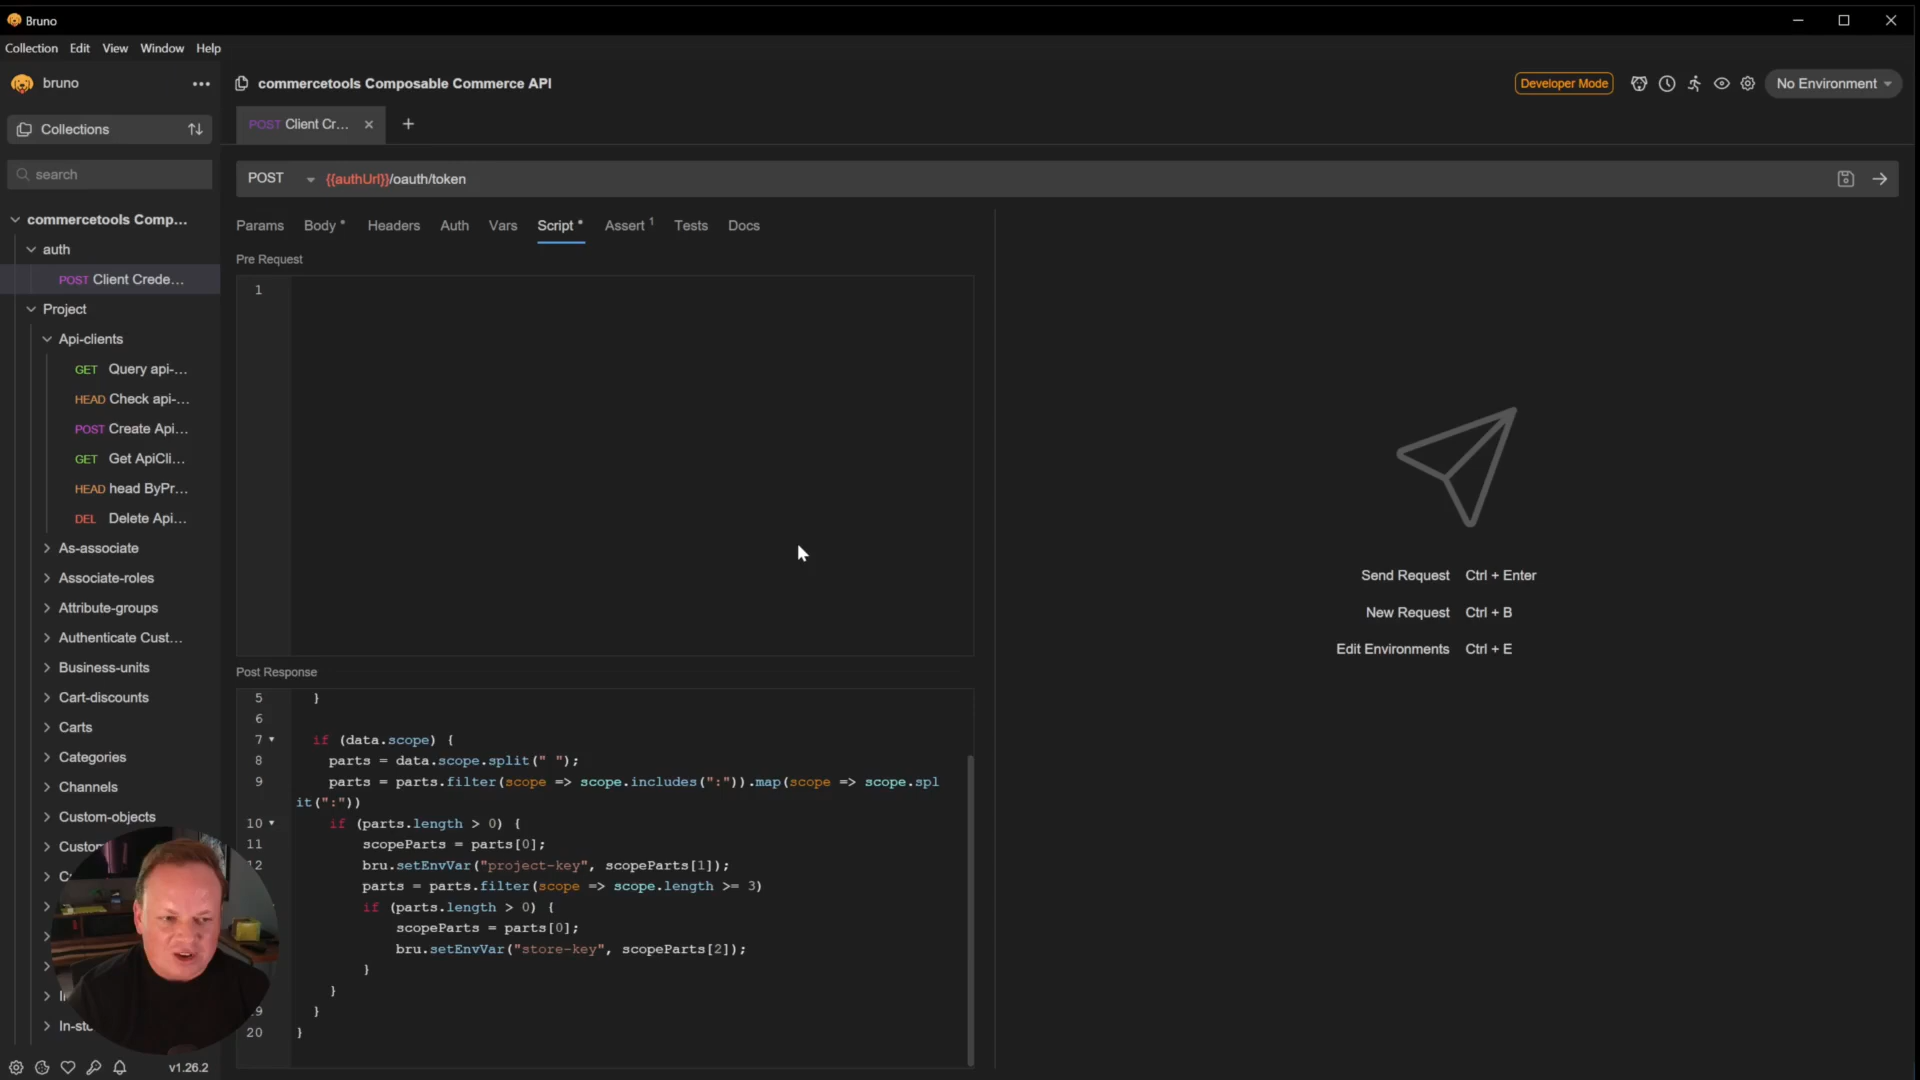 Bruno
Collection Edit View Window Help
bruno
commercetools Composable Commerce API
Developer Mode
No Environment
Collections
POST Client Cr...
search
POST {{authUrl}}/oauth/token
commercetools Comp...
auth
POST Client Crede...
Project
Api-clients
GET Query api-...
HEAD Check api-...
POST Create Api...
GET Get ApiCli...
HEAD head ByPr...
DEL Delete Api...
As-associate
Associate-roles
Attribute-groups
Authenticate Cust...
Business-units
Cart-discounts
Carts
Categories
Channels
Custom-objects
In-sto
v1.26.2
Params Body * Headers Auth Vars Script * Assert 1 Tests Docs
Pre Request
1
Post Response
5 }
6
7 if (data.scope) {
8 parts = data.scope.split(" ");
9 parts = parts.filter(scope => scope.includes(":")).map(scope => scope.spl
it(":"))
10 if (parts.length > 0) {
11 scopeParts = parts[0];
12 bru.setEnvVar("project-key", scopeParts[1]);
parts = parts.filter(scope => scope.length >= 3)
if (parts.length > 0) {
scopeParts = parts[0];
bru.setEnvVar("store-key", scopeParts[2]);
}
}
}
20 }
Send Request Ctrl + Enter
New Request Ctrl + B
Edit Environments Ctrl + E